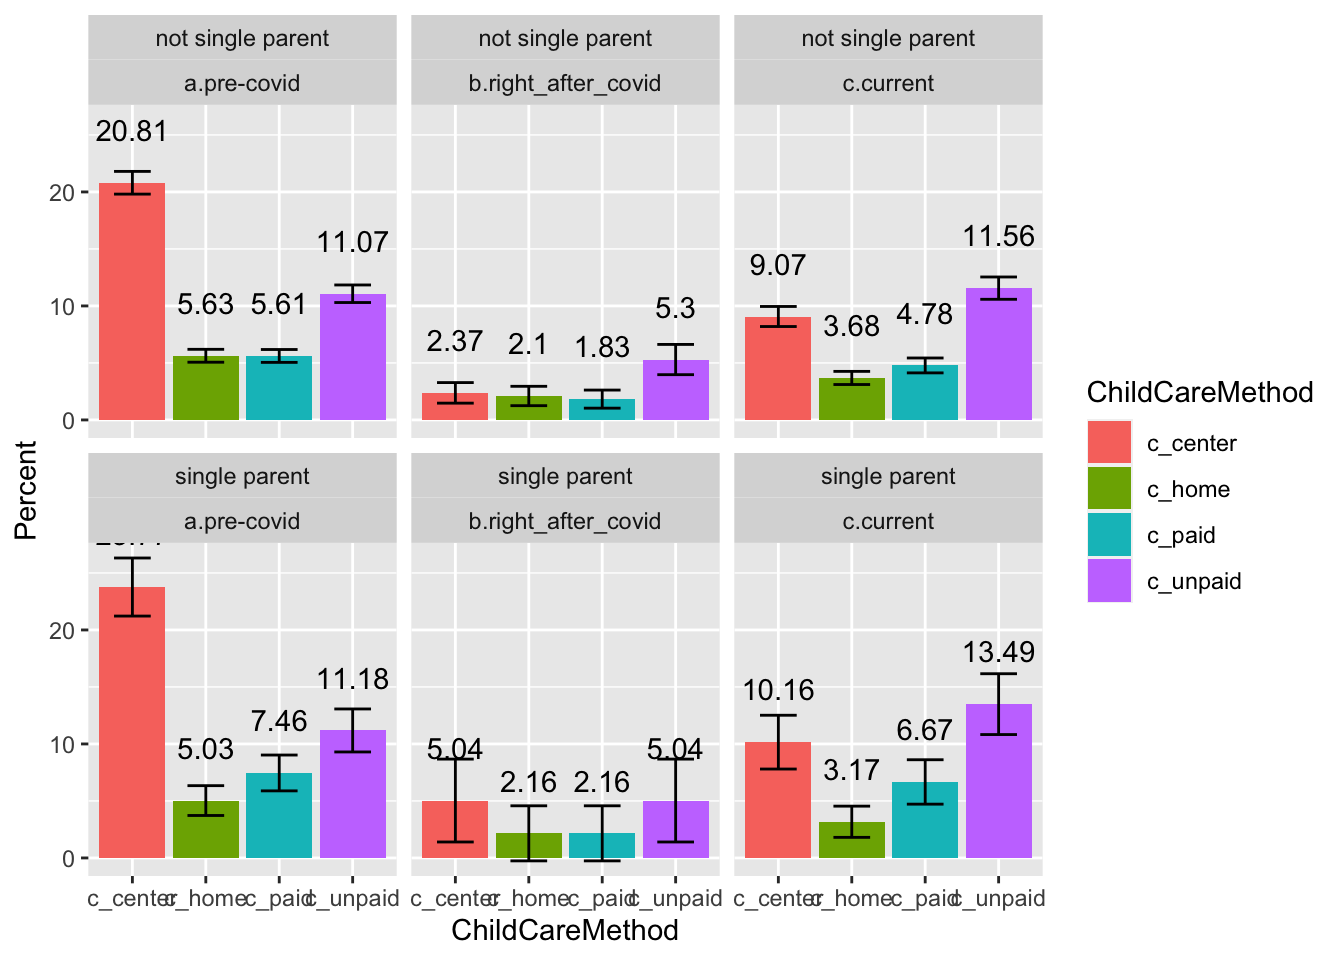 not single parent not single parent not single parent
a.pre-covid b.right_after_covid c.current
20.81
11.07
5.63 5.61
2.37 2.1 1.83 5.3
9.07 3.68 4.78 11.56
20
10
0
single parent single parent single parent
a.pre-covid b.right_after_covid c.current
5.03 7.46 11.18
5.04 2.16 2.16 5.04
10.16 3.17 6.67 13.49
20
10
0
c_center c_home c_paid c_unpaid c_center c_home c_paid c_unpaid c_center c_home c_paid c_unpaid
ChildCareMethod
Percent
ChildCareMethod
c_center
c_home
c_paid
c_unpaid